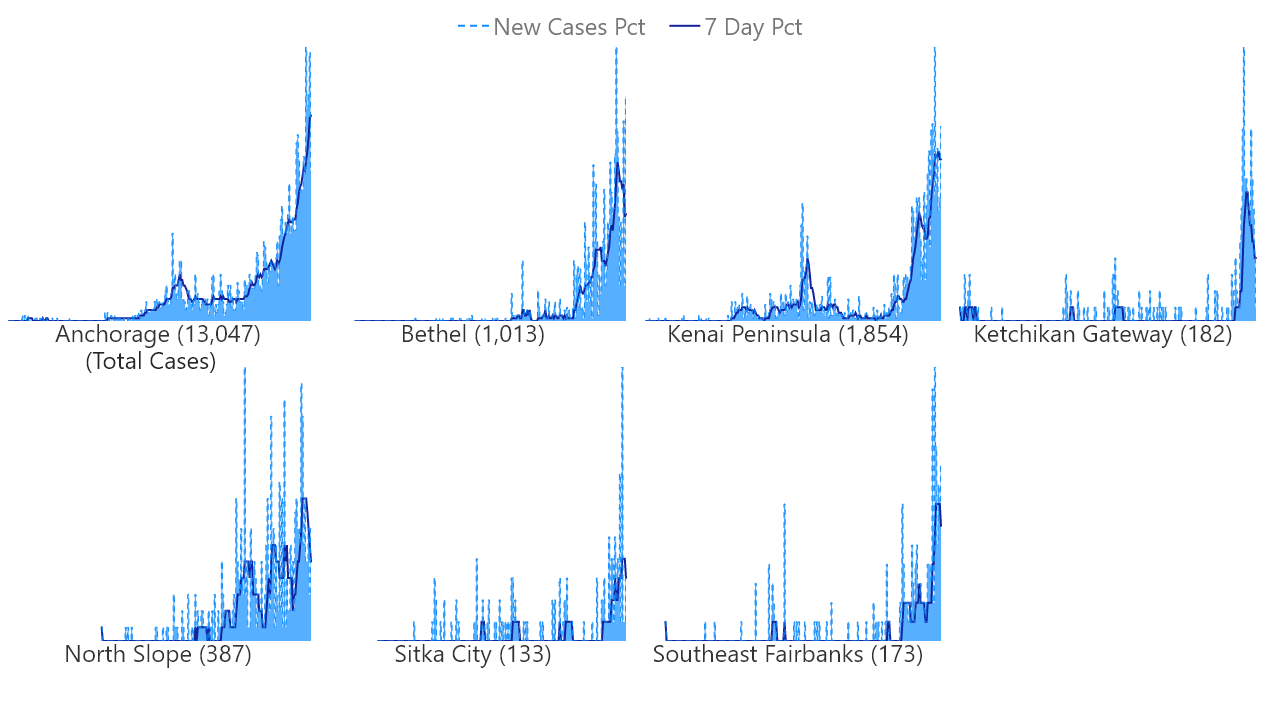 New Cases Pct 7 Day Pct
Anchorage (13,047)
(Total Cases)
Bethel (1,013)
Kenai Peninsula (1,854)
Ketchikan Gateway (182)
North Slope (387)
Sitka City (133)
Southeast Fairbanks (173)